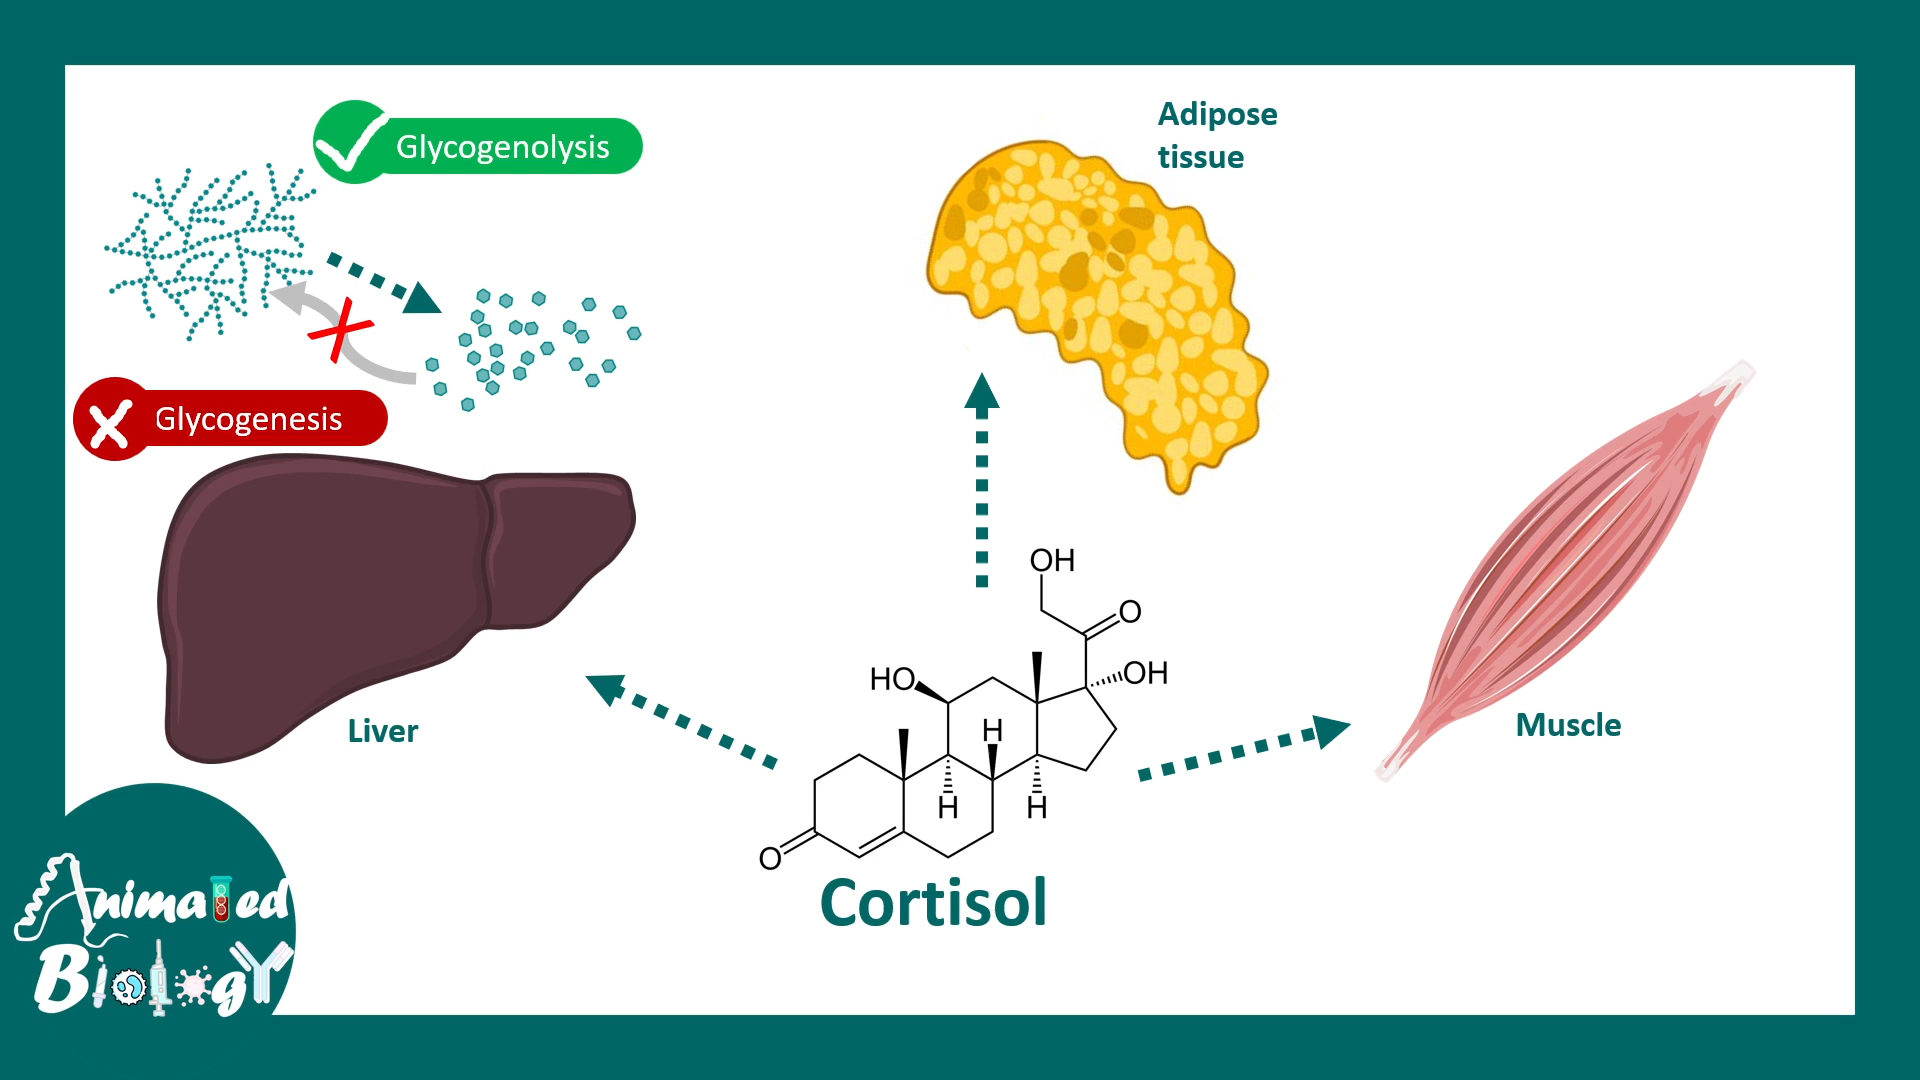 Adipose
tissue
Glycogenolysis
Glycogenesis
OH
O
HO
OH
H
H
H
O
Liver
Muscle
Cortisol
Animated
Biology